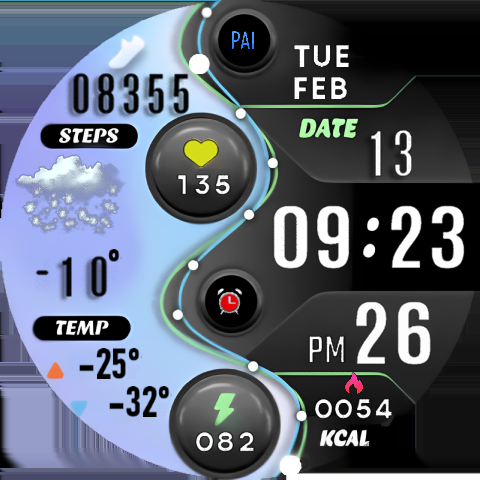 PAI
TUE
FEB
08355
STEPS
DATE
13
135
09:23
-10°
PM 26
TEMP
-25°
-32°
0054
KCAL
082